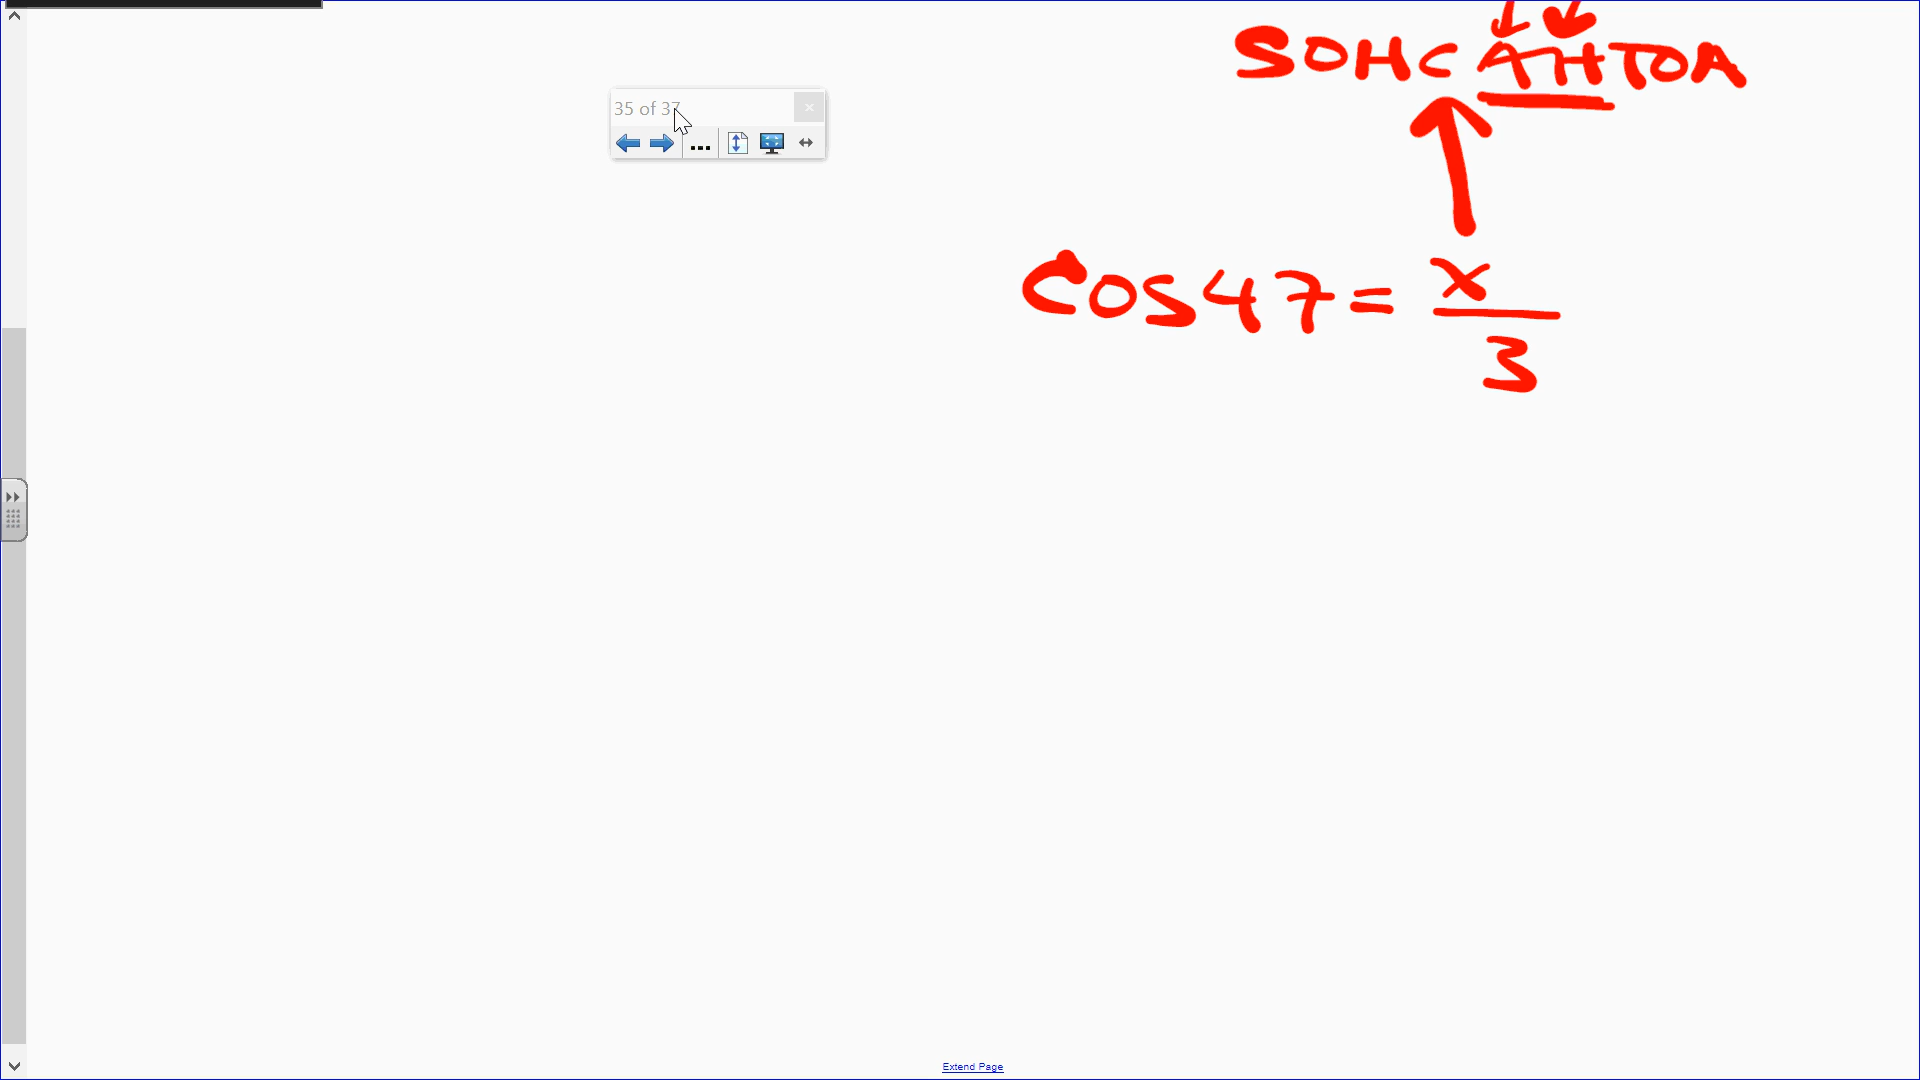 SOHCAHTOA
35 of 37
...
Cos47 = x
3
Extend Page